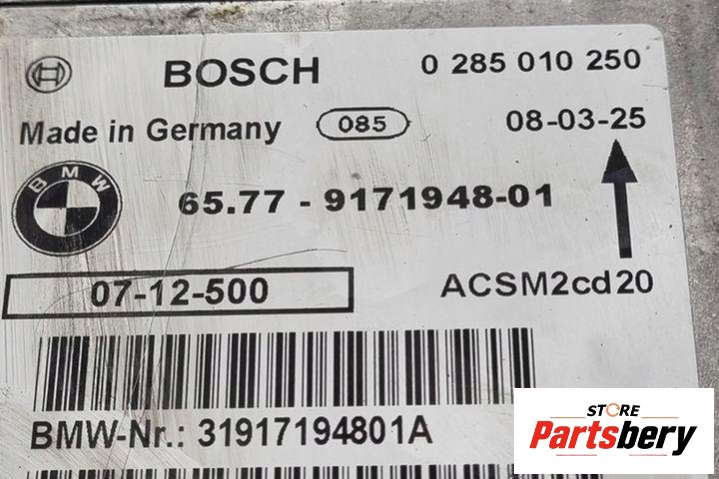 BOSCH 0 285 010 250
Made in Germany 085 08-03-25
BMW 65.77 - 9171948-01
07-12-500 ACSM2cd20
BMW-Nr.: 31917194801A
STORE
Partsbery